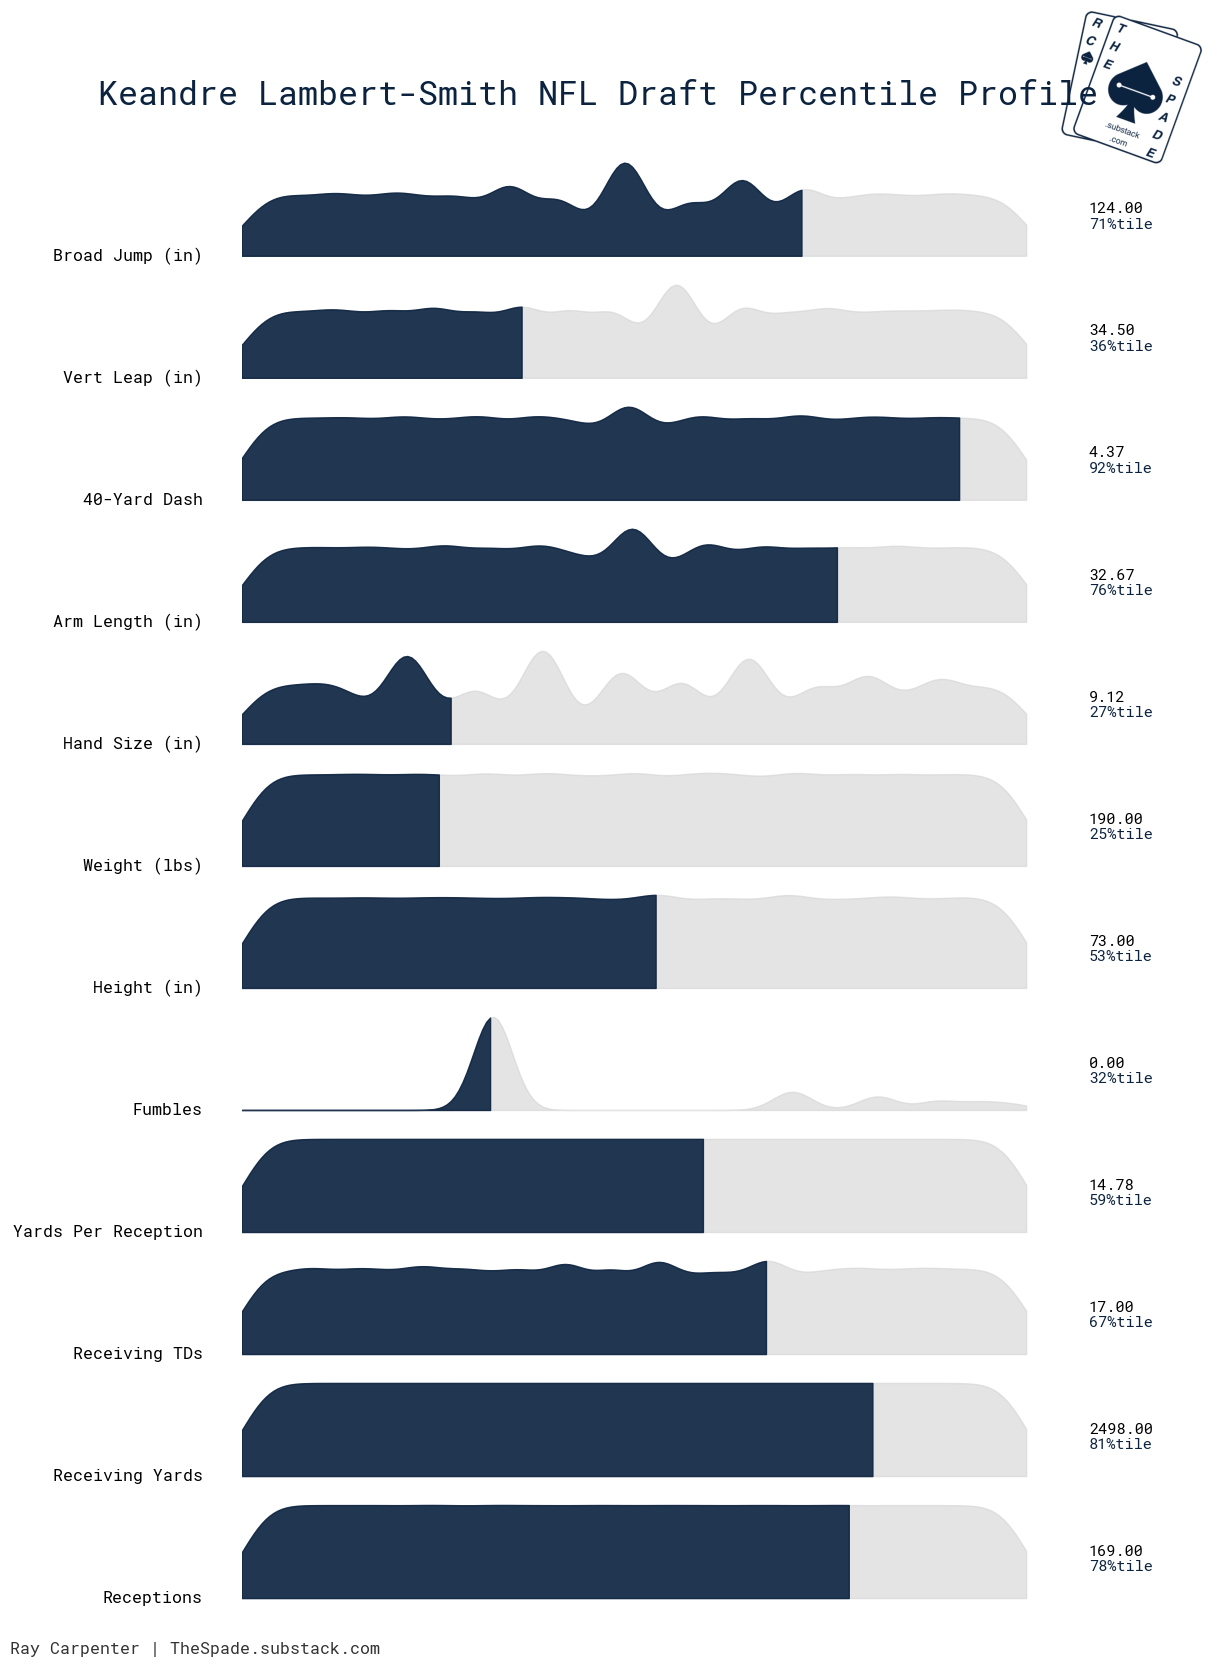 Keandre Lambert-Smith NFL Draft Percentile Profile
R
C
THE
SPADE
.substack
.com
124.00
71%tile
Broad Jump (in)
34.50
36%tile
Vert Leap (in)
4.37
92%tile
40-Yard Dash
32.67
76%tile
Arm Length (in)
9.12
27%tile
Hand Size (in)
190.00
25%tile
Weight (lbs)
73.00
53%tile
Height (in)
0.00
32%tile
Fumbles
14.78
59%tile
Yards Per Reception
17.00
67%tile
Receiving TDs
2498.00
81%tile
Receiving Yards
169.00
78%tile
Receptions
Ray Carpenter | TheSpade.substack.com